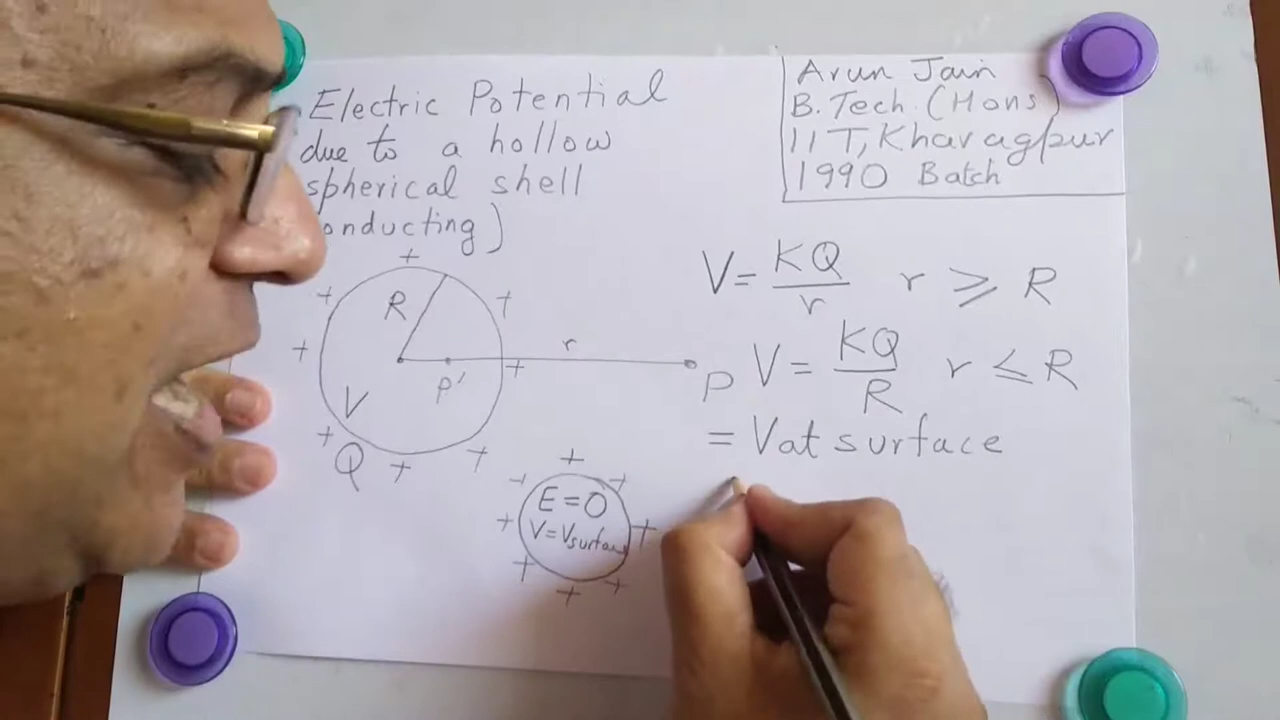 Electric Potential
due to a hollow
spherical shell
onducting)
Arun Jain
B.Tech.(Hons)
IIT, Kharagpur
1990 Batch
V = KQ/r r ≥ R
V = KQ/R r ≤ R
= Vat surface
+ + + + + + + + +
R
r
P
P'
V
Q
+ + + + + + + + +
E=0
V=Vsurface